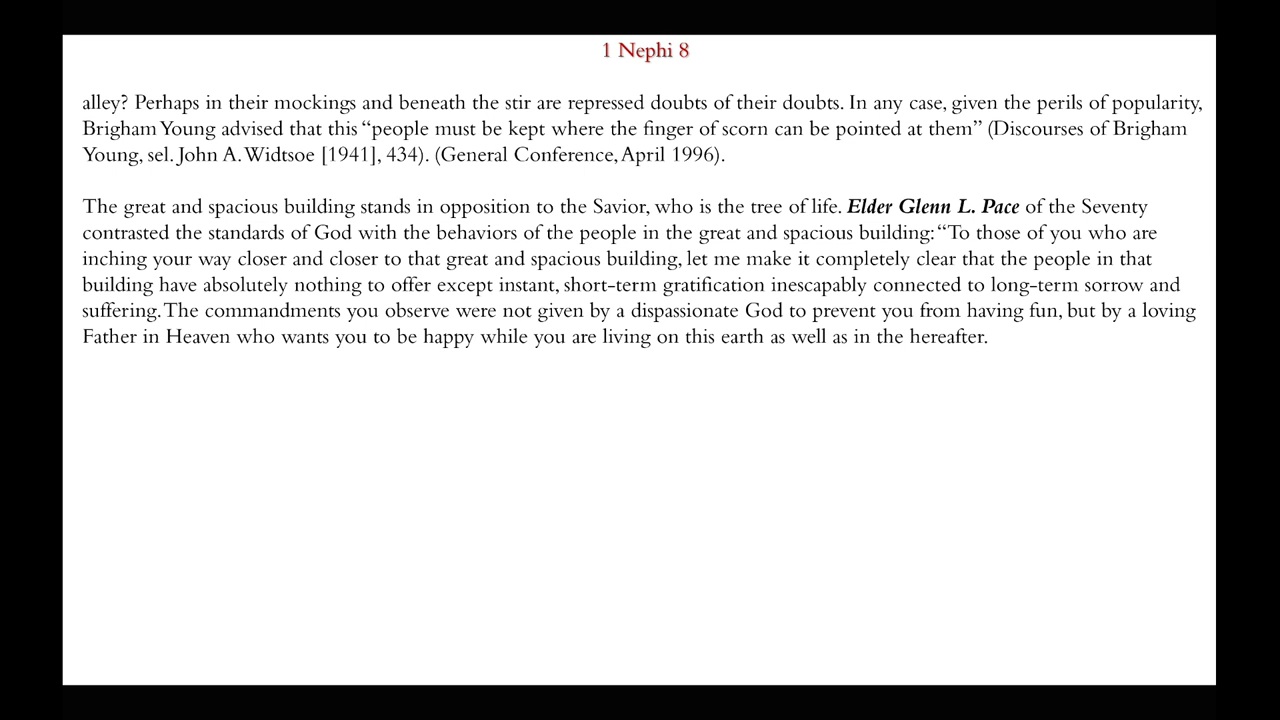 1 Nephi 8
alley? Perhaps in their mockings and beneath the stir are repressed doubts of their doubts. In any case, given the perils of popularity,
Brigham Young advised that this “people must be kept where the finger of scorn can be pointed at them” (Discourses of Brigham
Young, sel. John A. Widtsoe [1941], 434). (General Conference, April 1996).
The great and spacious building stands in opposition to the Savior, who is the tree of life. Elder Glenn L. Pace of the Seventy
contrasted the standards of God with the behaviors of the people in the great and spacious building: “To those of you who are
inching your way closer and closer to that great and spacious building, let me make it completely clear that the people in that
building have absolutely nothing to offer except instant, short-term gratification inescapably connected to long-term sorrow and
suffering. The commandments you observe were not given by a dispassionate God to prevent you from having fun, but by a loving
Father in Heaven who wants you to be happy while you are living on this earth as well as in the hereafter.